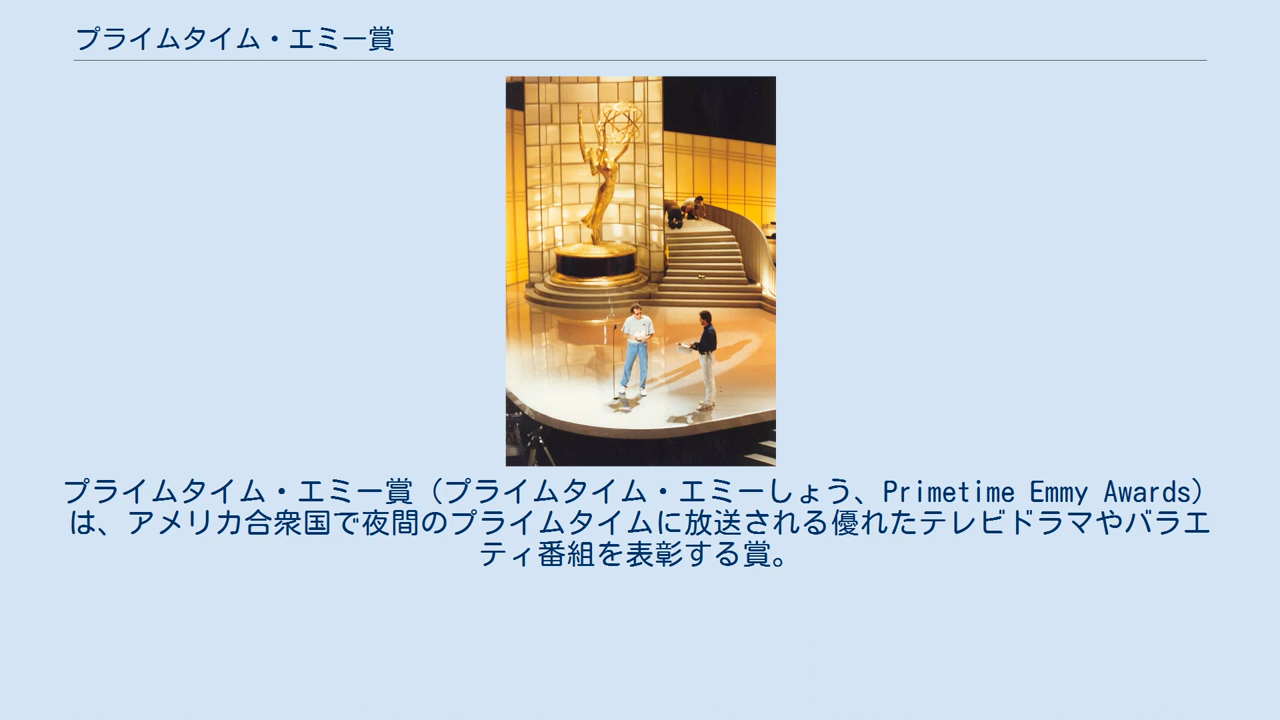 プライムタイム・エミー賞
プライムタイム・エミー賞（プライムタイム・エミーしょう、Primetime Emmy Awards）
は、アメリカ合衆国で夜間のプライムタイムに放送される優れたテレビドラマやバラエ
ティ番組を表彰する賞。